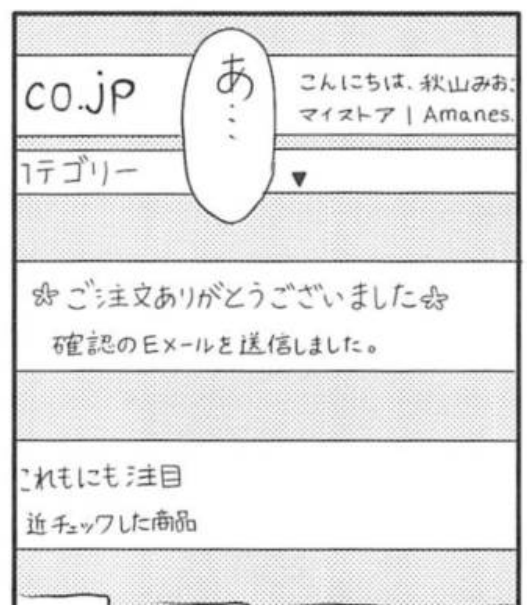 co.jp
あ…
こんにちは、秋山みお
マイストア | Amanes.
テゴリー
▼
✿ご注文ありがとうございました✿
確認のEメールを送信しました。
これもにも注目
近チェックした商品